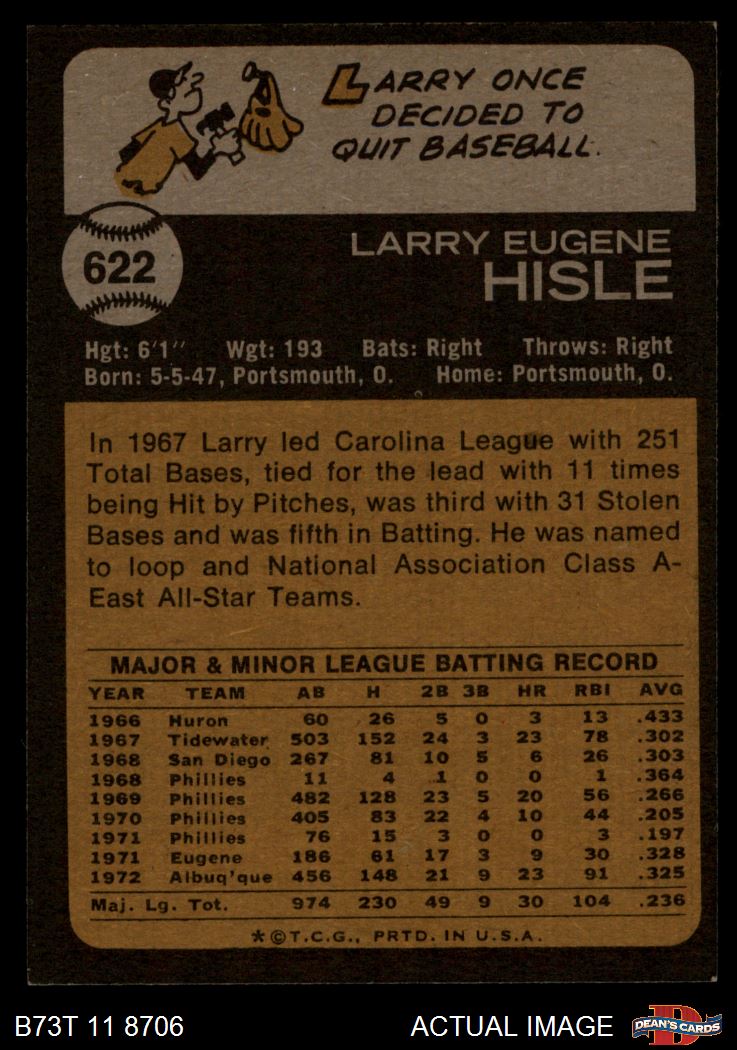 LARRY ONCE
DECIDED TO
QUIT BASEBALL.
622
LARRY EUGENE
HISLE
Hgt: 6'1" Wgt: 193 Bats: Right Throws: Right
Born: 5-5-47, Portsmouth, O. Home: Portsmouth, O.
In 1967 Larry led Carolina League with 251
Total Bases, tied for the lead with 11 times
being Hit by Pitches, was third with 31 Stolen
Bases and was fifth in Batting. He was named
to loop and National Association Class A-
East All-Star Teams.
MAJOR & MINOR LEAGUE BATTING RECORD
YEAR TEAM AB H 2B 3B HR RBI AVG
1966 Huron 60 26 5 0 3 13 .433
1967 Tidewater 503 152 24 3 23 78 .302
1968 San Diego 267 81 10 5 6 26 .303
1968 Phillies 11 4 1 0 0 1 .364
1969 Phillies 482 128 23 5 20 56 .266
1970 Phillies 405 83 22 4 10 44 .205
1971 Phillies 76 15 3 0 0 3 .197
1971 Eugene 186 61 17 3 9 30 .328
1972 Albuq'que 456 148 21 9 23 91 .325
Maj. Lg. Tot. 974 230 49 9 30 104 .236
*©T.C.G., PRTD. IN U.S.A.
B73T 11 8706 ACTUAL IMAGE DEAN'S CARDS